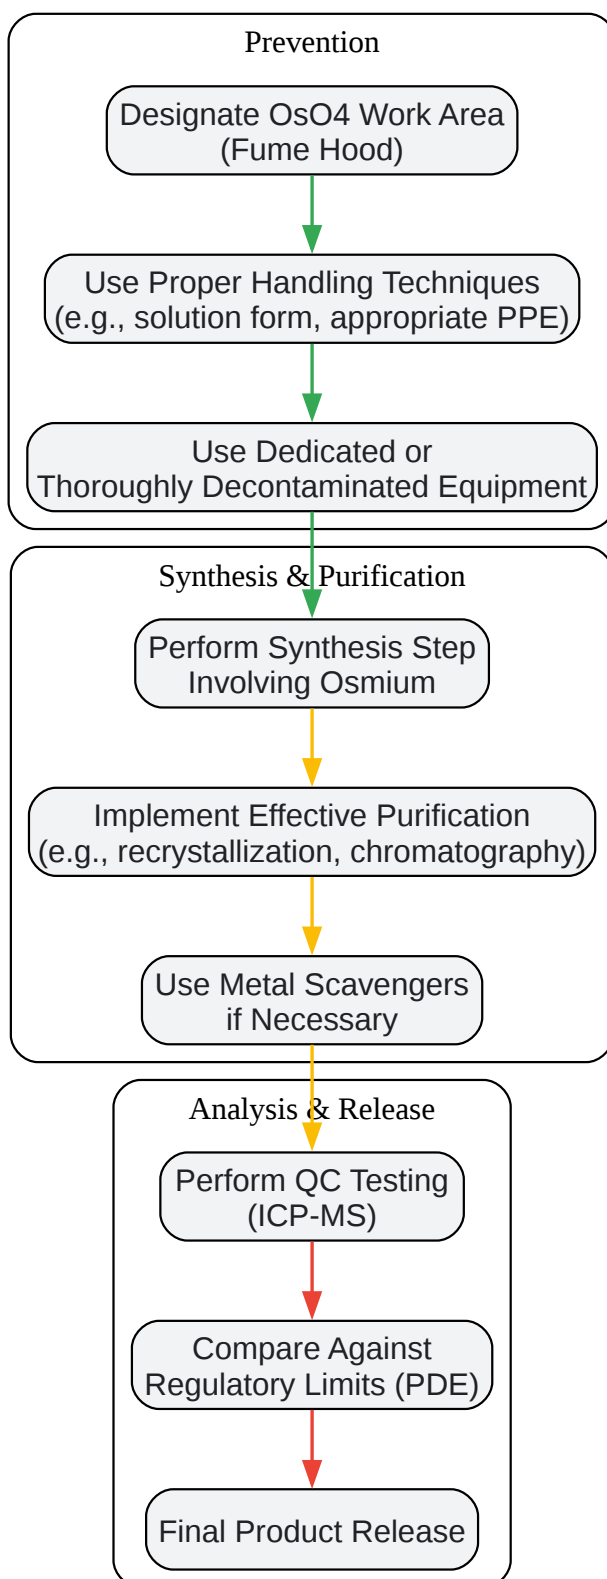 Prevention
Designate OsO4 Work Area
(Fume Hood)
Use Proper Handling Techniques
(e.g., solution form, appropriate PPE)
Use Dedicated or
Thoroughly Decontaminated Equipment
Synthesis & Purification
Perform Synthesis Step
Involving Osmium
Implement Effective Purification
(e.g., recrystallization, chromatography)
Use Metal Scavengers
if Necessary
Analysis & Release
Perform QC Testing
(ICP-MS)
Compare Against
Regulatory Limits (PDE)
Final Product Release